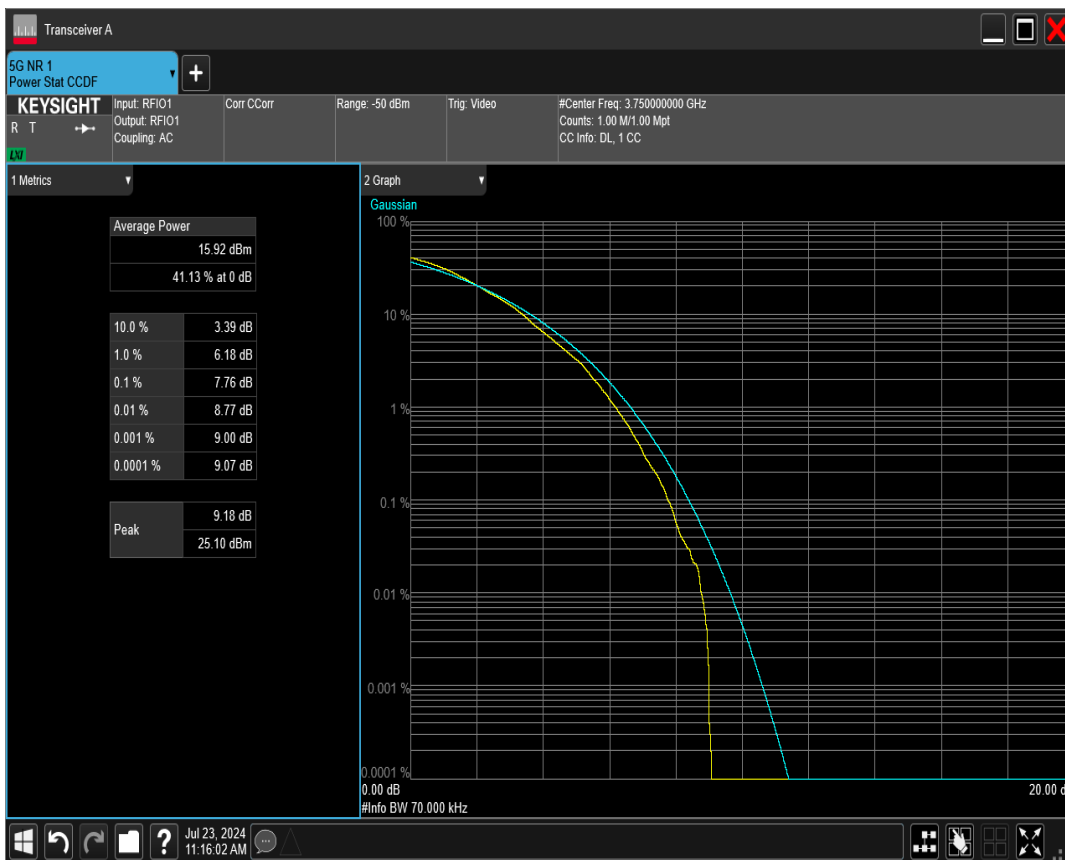 Transceiver A
5G NR 1
Power Stat CCDF
KEYSIGHT
R T
LXI
Input: RFIO1
Output: RFIO1
Coupling: AC
Corr CCorr
Range: -50 dBm
Trig: Video
#Center Freq: 3.750000000 GHz
Counts: 1.00 M/1.00 Mpt
CC Info: DL, 1 CC
1 Metrics
Average Power
15.92 dBm
41.13 % at 0 dB
10.0 % 3.39 dB
1.0 % 6.18 dB
0.1 % 7.76 dB
0.01 % 8.77 dB
0.001 % 9.00 dB
0.0001 % 9.07 dB
Peak
9.18 dB
25.10 dBm
2 Graph
Gaussian
100 %
10 %
1 %
0.1 %
0.01 %
0.001 %
0.0001 %
0.00 dB
20.00 d
#Info BW 70.000 kHz
?
Jul 23, 2024
11:16:02 AM